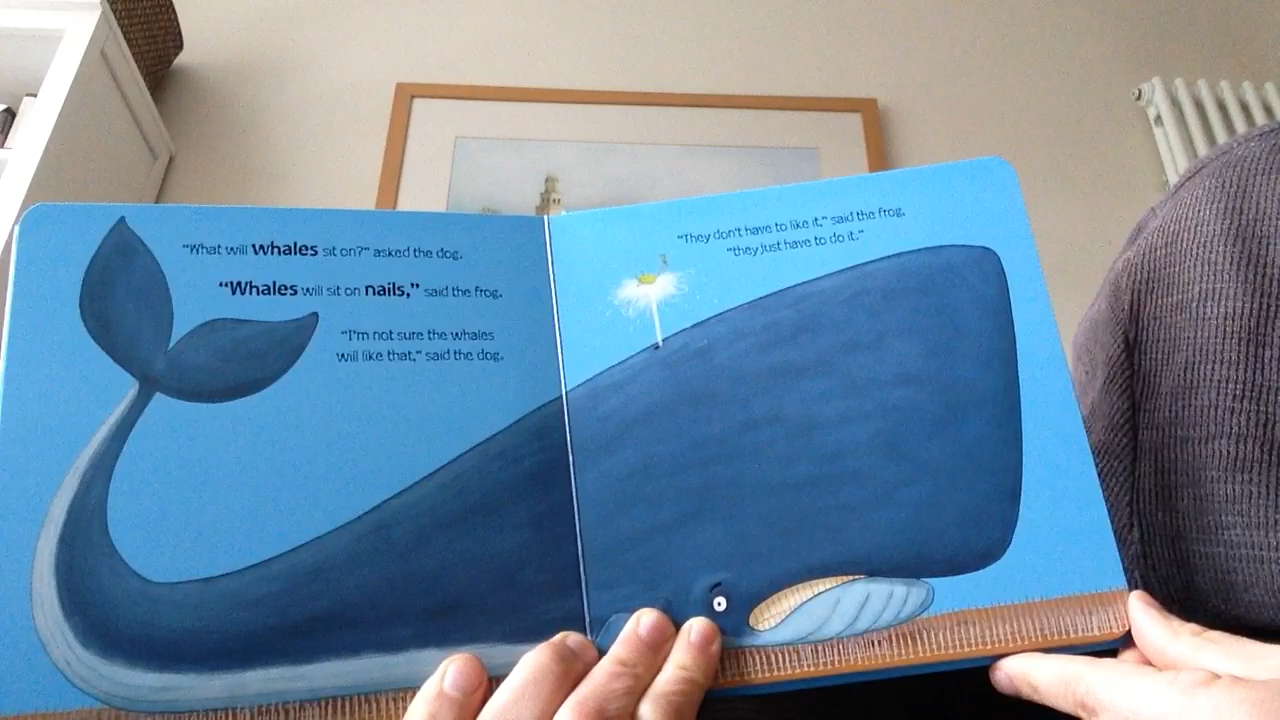 "What will whales sit on?" asked the dog.
"Whales will sit on nails," said the frog.
"I'm not sure the whales
will like that," said the dog.
"They don't have to like it," said the frog,
"they just have to do it."